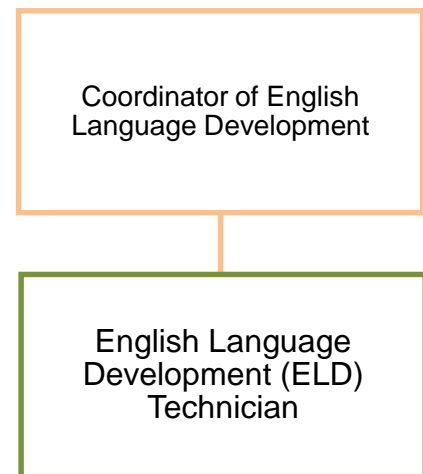 Coordinator of English
Language Development
English Language
Development (ELD)
Technician